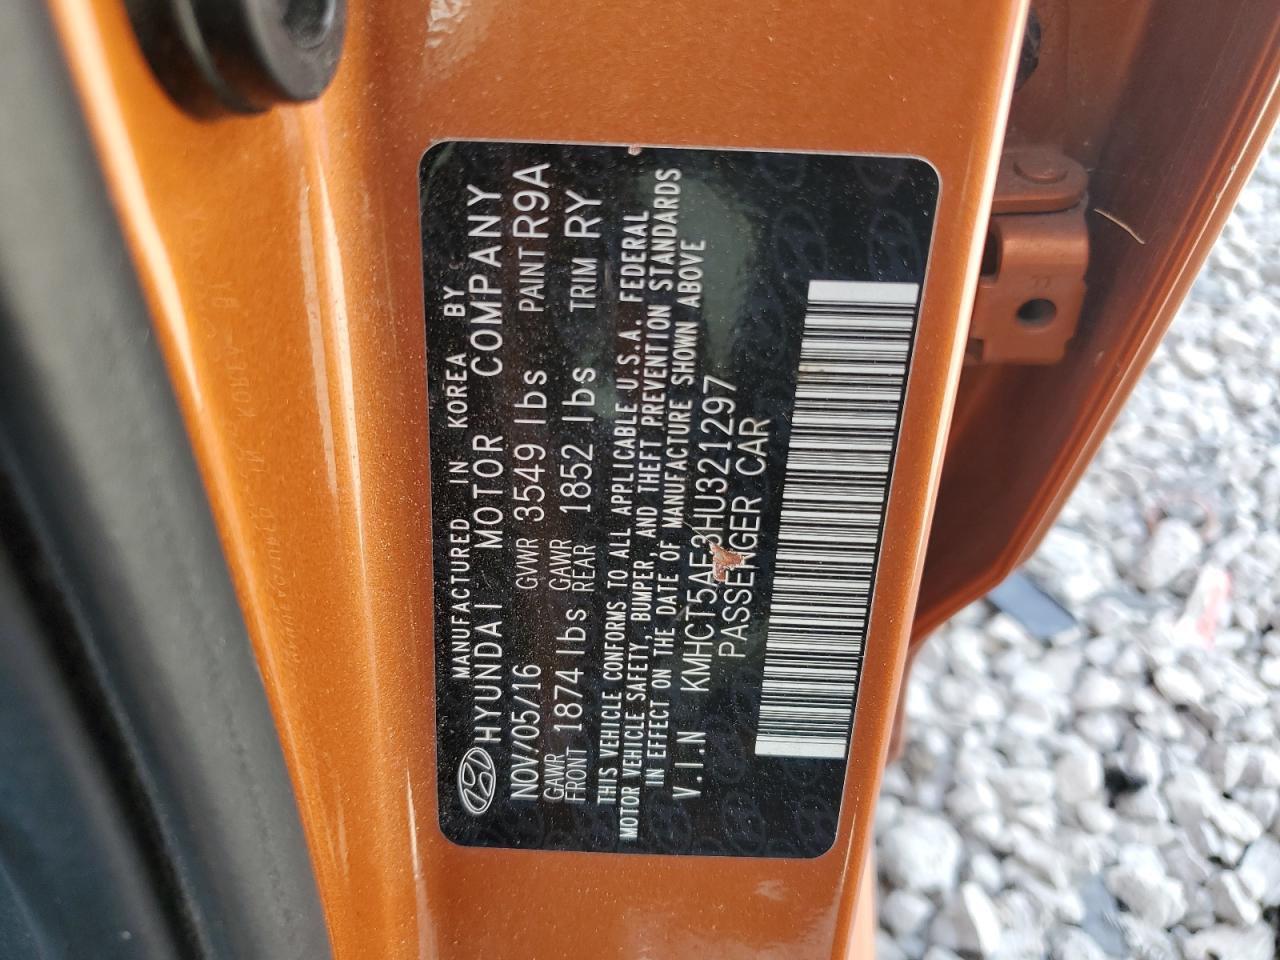 MANUFACTURED IN KOREA BY
HYUNDAI MOTOR COMPANY
NOV/05/16 GVWR 3549 lbs PAINT R9A
GAWR FRONT 1874 lbs GAWR REAR 1852 lbs TRIM RY
THIS VEHICLE CONFORMS TO ALL APPLICABLE U.S.A. FEDERAL
MOTOR VEHICLE SAFETY, BUMPER, AND THEFT PREVENTION STANDARDS
IN EFFECT ON THE DATE OF MANUFACTURE SHOWN ABOVE
V.I.N KMHCT5AE3HU321297
PASSENGER CAR